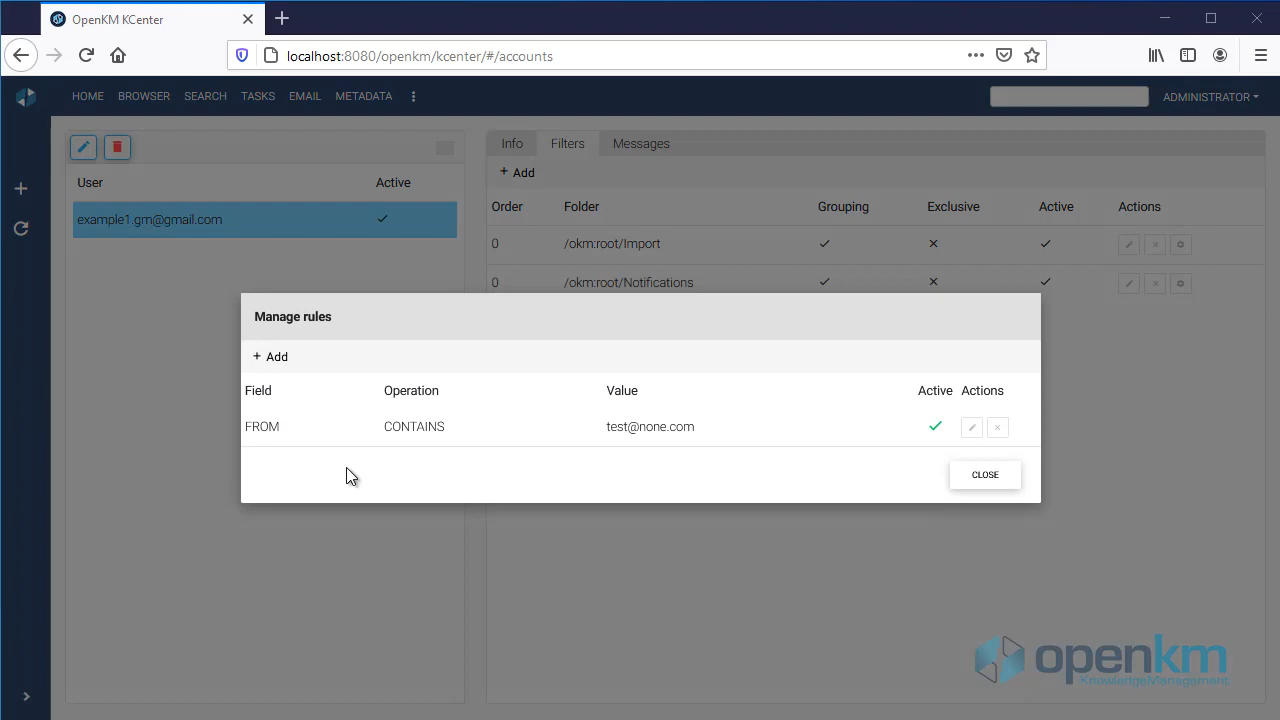 OpenKM KCenter
localhost:8080/openkm/kcenter/#/accounts
HOME BROWSER SEARCH TASKS EMAIL METADATA ADMINISTRATOR
Info Filters Messages
+ Add
User Active
example1.gm@gmail.com
Order Folder Grouping Exclusive Active Actions
0 /okm:root/Import
0 /okm:root/Notifications
Manage rules
+ Add
Field Operation Value Active Actions
FROM CONTAINS test@none.com
CLOSE
openkm
KnowledgeManagement